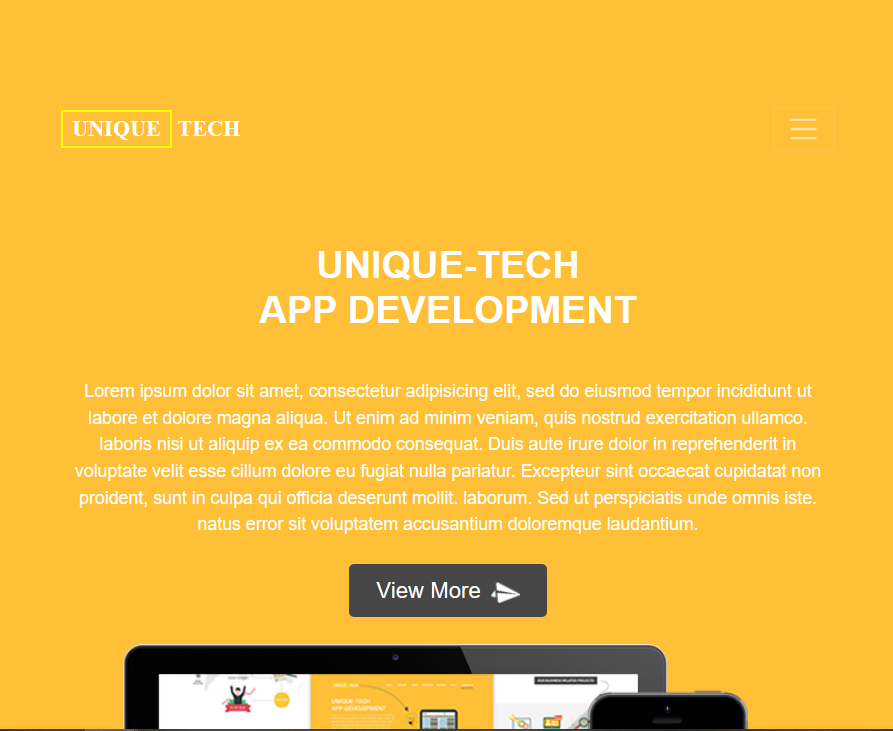 UNIQUE TECH
UNIQUE-TECH
APP DEVELOPMENT
Lorem ipsum dolor sit amet, consectetur adipisicing elit, sed do eiusmod tempor incididunt ut
labore et dolore magna aliqua. Ut enim ad minim veniam, quis nostrud exercitation ullamco.
laboris nisi ut aliquip ex ea commodo consequat. Duis aute irure dolor in reprehenderit in
voluptate velit esse cillum dolore eu fugiat nulla pariatur. Excepteur sint occaecat cupidatat non
proident, sunt in culpa qui officia deserunt mollit. laborum. Sed ut perspiciatis unde omnis iste.
natus error sit voluptatem accusantium doloremque laudantium.
View More
UNIQUE-TECH
APP DEVELOPMENT